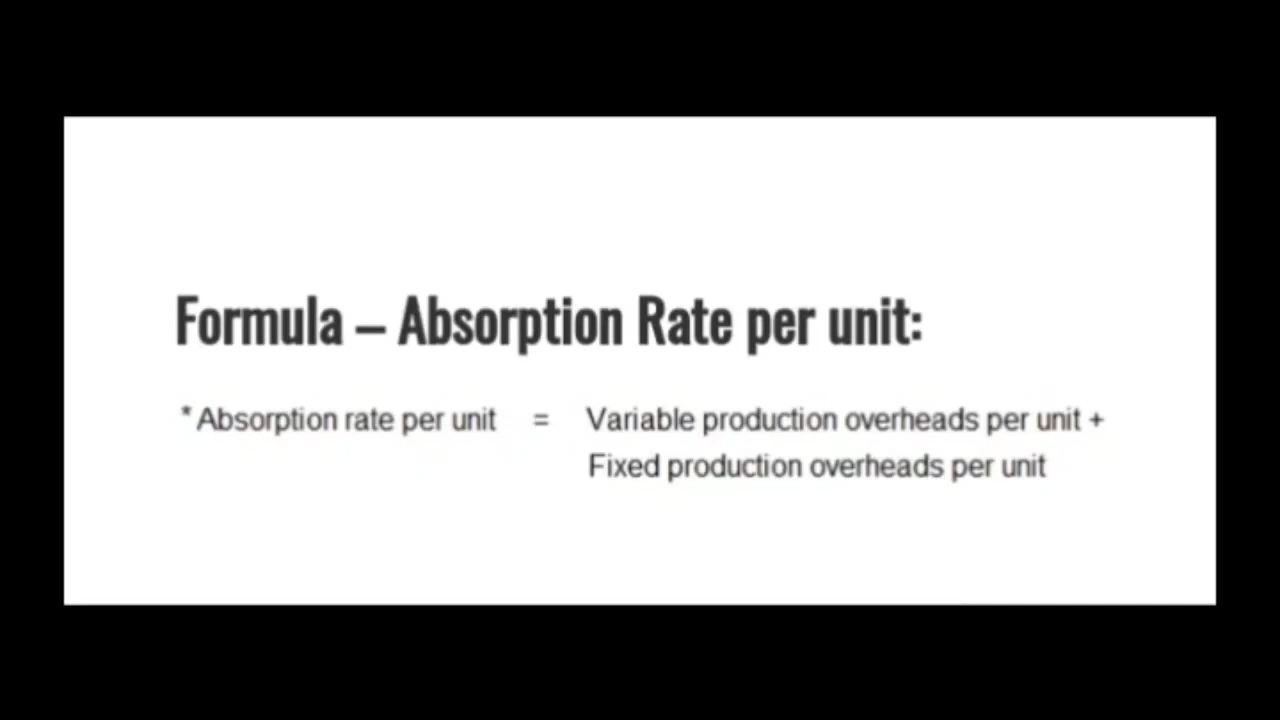 Formula – Absorption Rate per unit:
* Absorption rate per unit = Variable production overheads per unit +
Fixed production overheads per unit